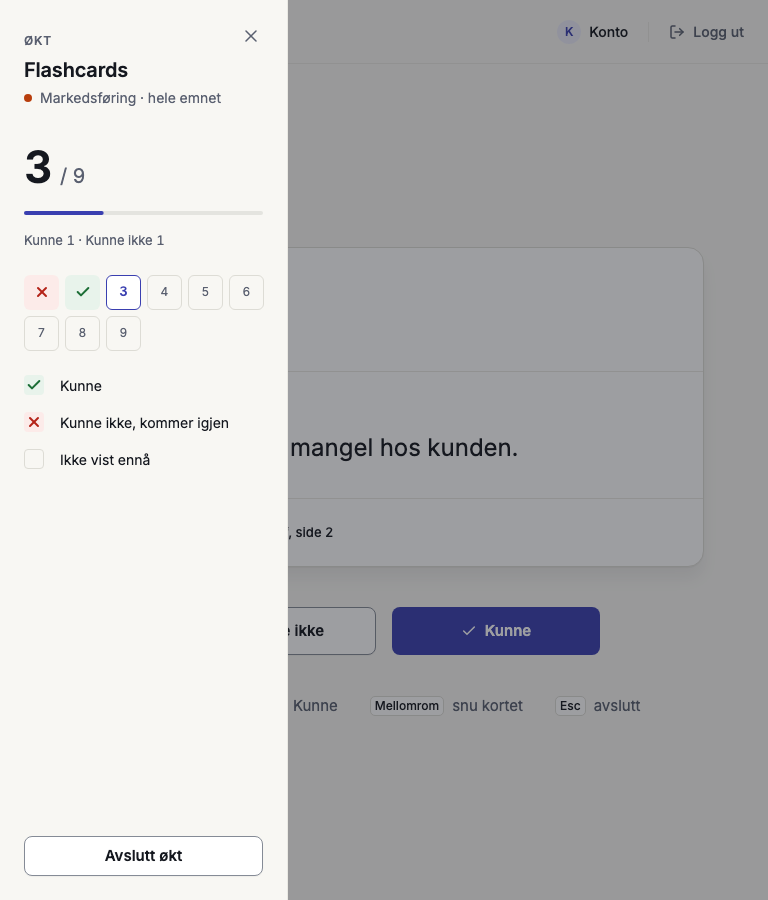 ØKT
Flashcards
Markedsføring · hele emnet
3 / 9
Kunne 1 · Kunne ikke 1
3 4 5 6
7 8 9
Kunne
Kunne ikke, kommer igjen
Ikke vist ennå
Avslutt økt
K Konto
Logg ut
mangel hos kunden.
, side 2
ikke
Kunne
Kunne
Mellomrom snu kortet
Esc avslutt